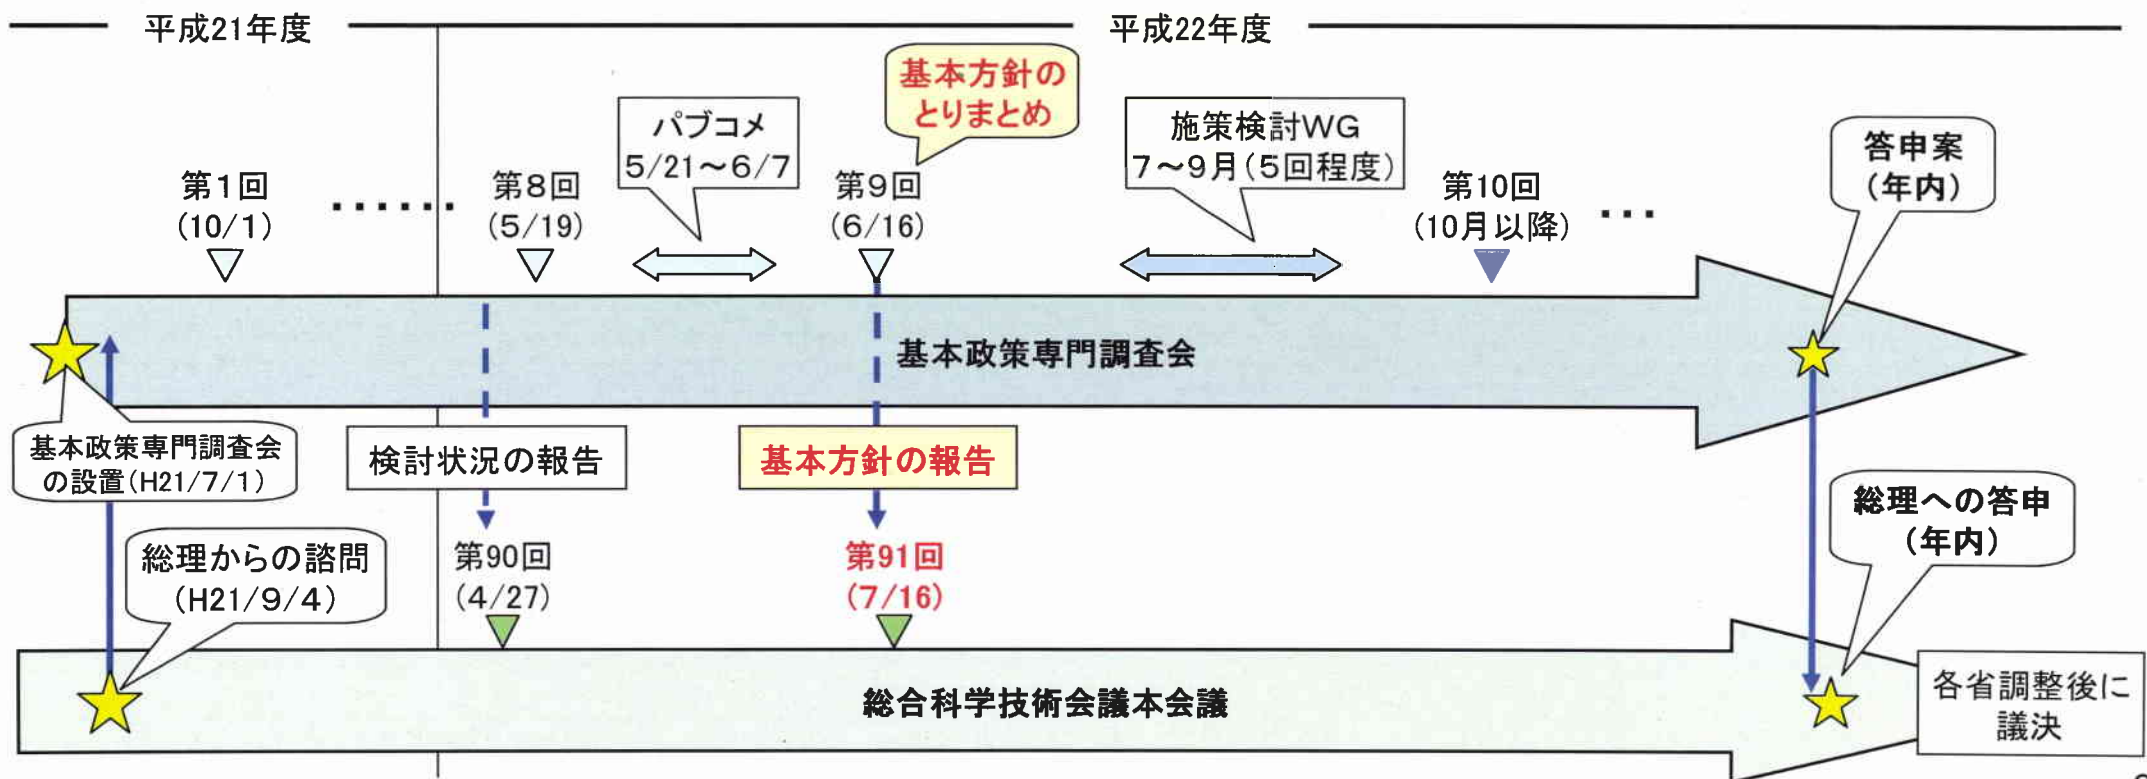 平成21年度
平成22年度
基本方針の
とりまとめ
パブコメ
5/21～6/7
施策検討WG
7～9月(5回程度)
答申案
(年内)
第1回
(10/1)
……
第8回
(5/19)
第9回
(6/16)
第10回
(10月以降)
…
基本政策専門調査会
基本政策専門調査会
の設置(H21/7/1)
検討状況の報告
基本方針の報告
総理からの諮問
(H21/9/4)
第90回
(4/27)
第91回
(7/16)
総理への答申
(年内)
総合科学技術会議本会議
各省調整後に
議決